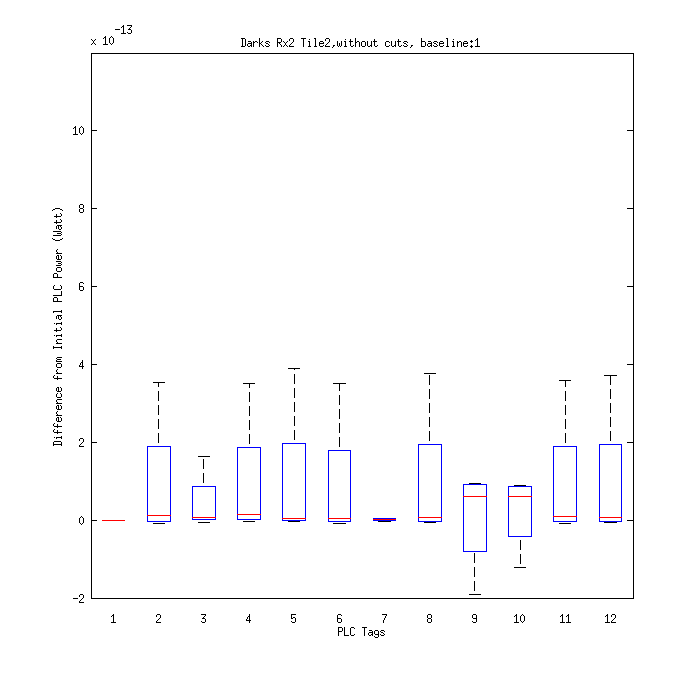 x 10^-13
Darks Rx2 Tile2,without cuts, baseline:1
10
8
6
4
2
0
-2
Difference from Initial PLC Power (Watt)
1 2 3 4 5 6 7 8 9 10 11 12
PLC Tags